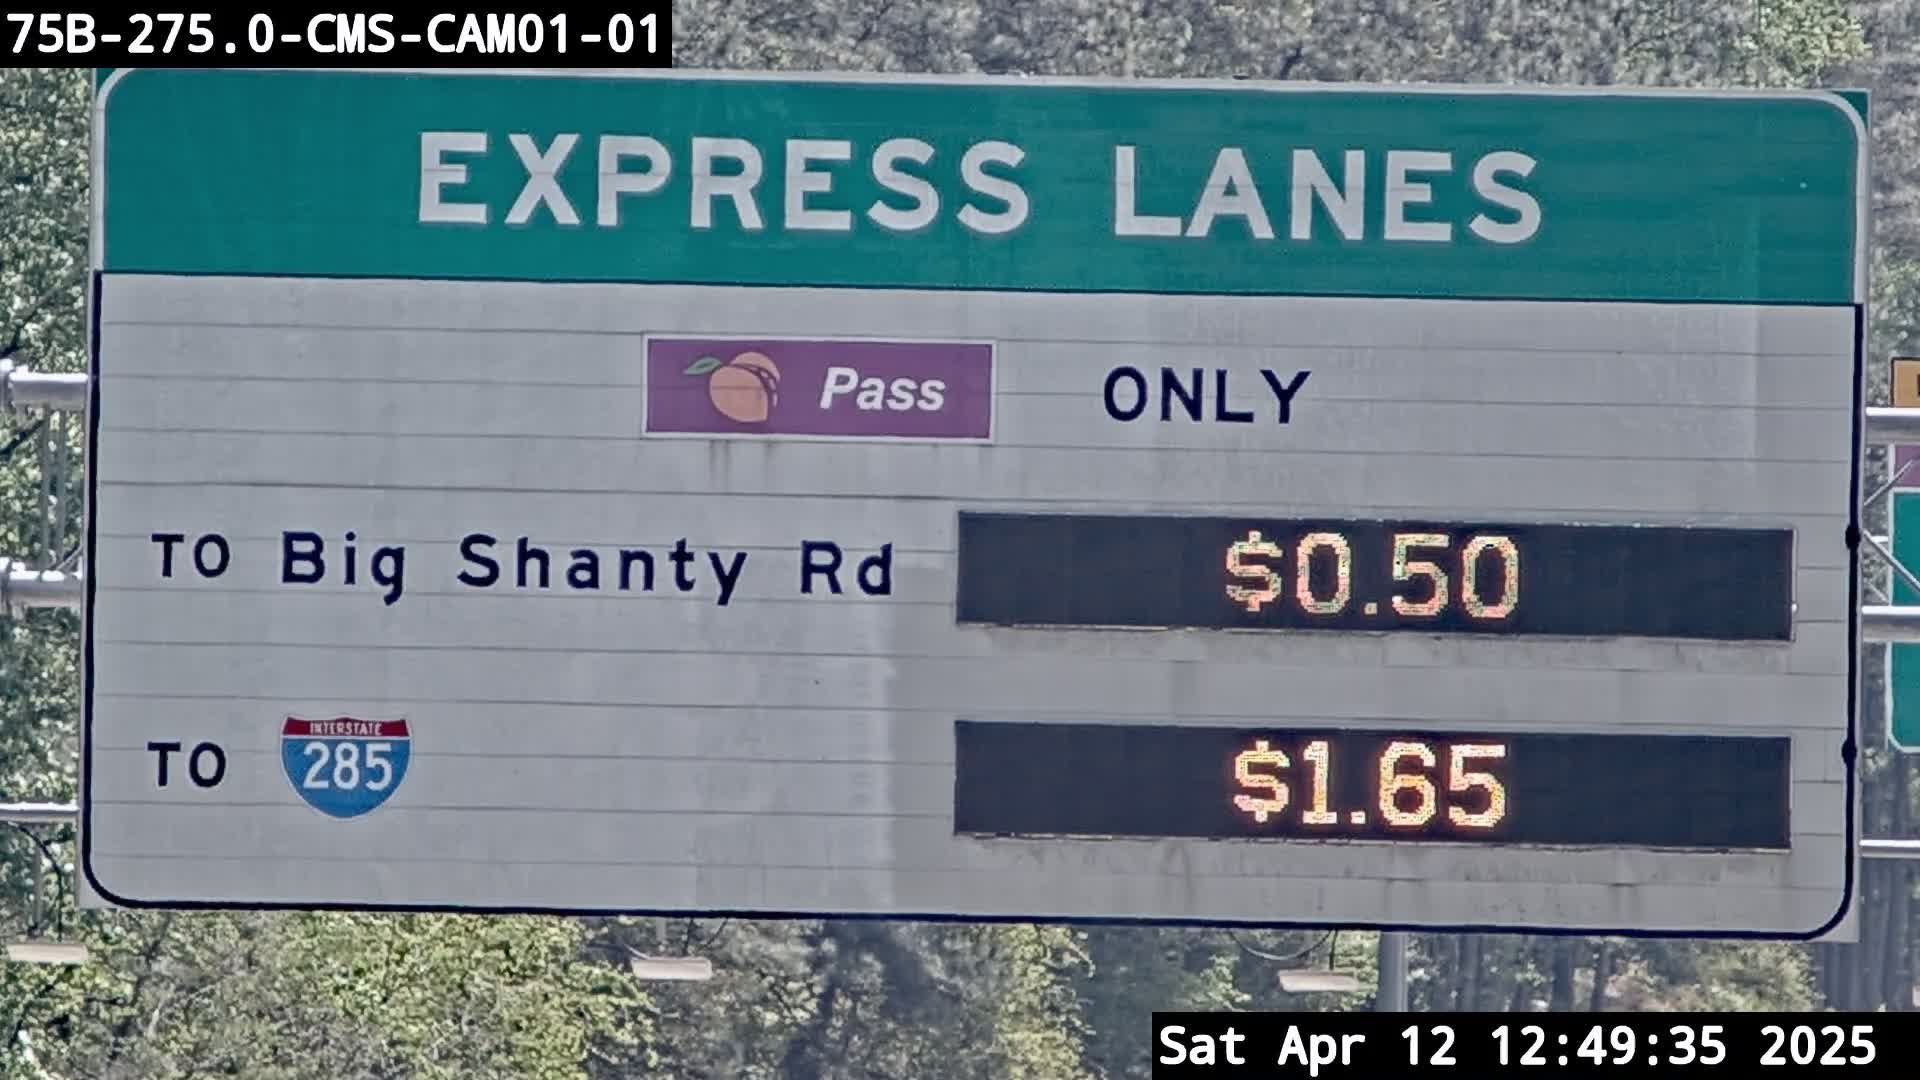 75B-275.0-CMS-CAM01-01
EXPRESS LANES
Pass ONLY
TO Big Shanty Rd $0.50
TO INTERSTATE 285 $1.65
Sat Apr 12 12:49:35 2025